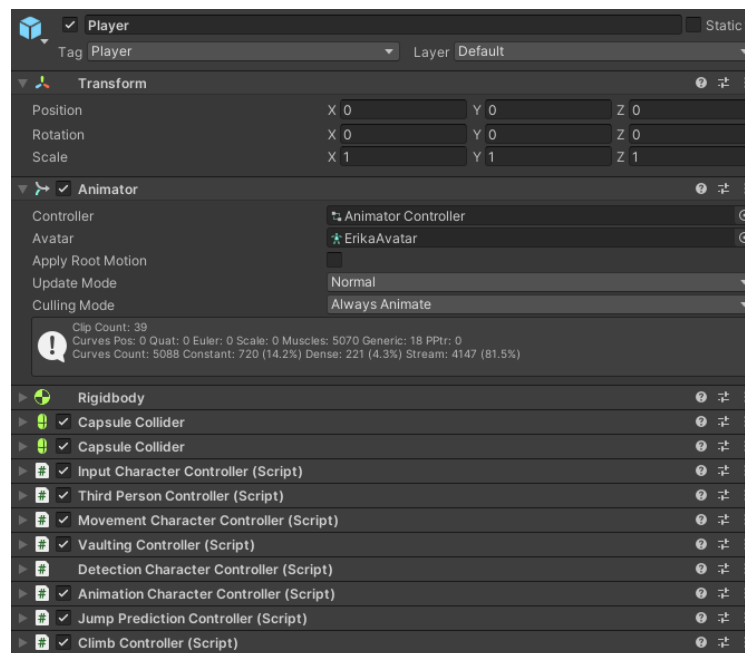 Player Static
Tag Player Layer Default
Transform
Position X 0 Y 0 Z 0
Rotation X 0 Y 0 Z 0
Scale X 1 Y 1 Z 1
Animator
Controller Animator Controller
Avatar ErikaAvatar
Apply Root Motion
Update Mode Normal
Culling Mode Always Animate
Clip Count: 39
Curves Pos: 0 Quat: 0 Euler: 0 Scale: 0 Muscles: 5070 Generic: 18 PPtr: 0
Curves Count: 5088 Constant: 720 (14.2%) Dense: 221 (4.3%) Stream: 4147 (81.5%)
Rigidbody
Capsule Collider
Capsule Collider
# Input Character Controller (Script)
# Third Person Controller (Script)
# Movement Character Controller (Script)
# Vaulting Controller (Script)
# Detection Character Controller (Script)
# Animation Character Controller (Script)
# Jump Prediction Controller (Script)
# Climb Controller (Script)